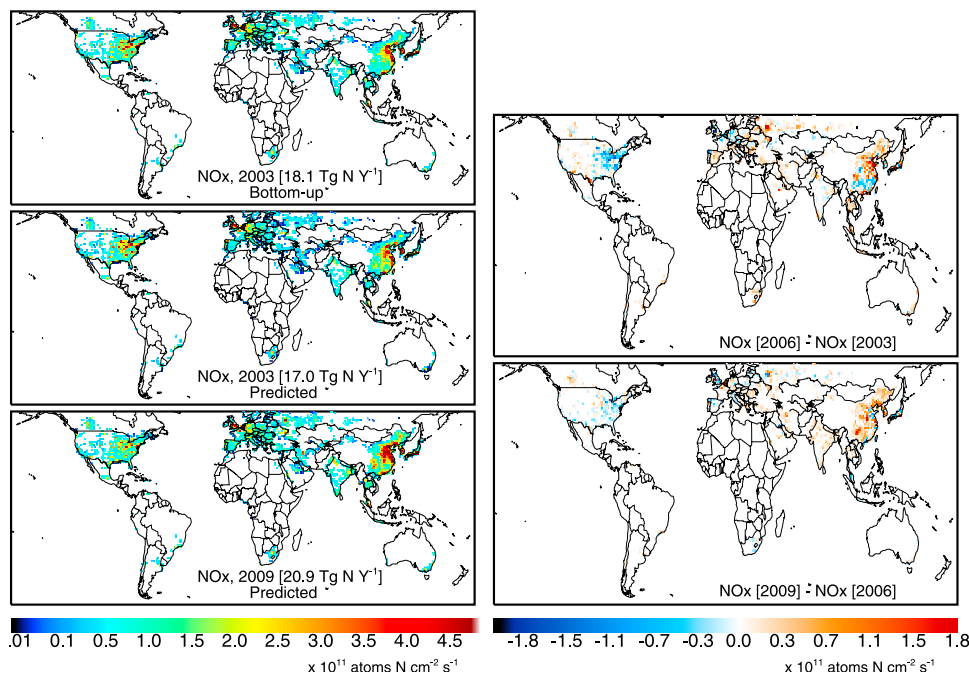 NOx, 2003 [18.1 Tg N Y⁻¹]
Bottom-up
NOx, 2003 [17.0 Tg N Y⁻¹]
Predicted
NOx, 2009 [20.9 Tg N Y⁻¹]
Predicted
.01 0.1 0.5 1.0 1.5 2.0 2.5 3.0 3.5 4.0 4.5
x 10¹¹ atoms N cm⁻² s⁻¹
NOx [2006] - NOx [2003]
NOx [2009] - NOx [2006]
-1.8 -1.5 -1.1 -0.7 -0.3 0.0 0.3 0.7 1.1 1.5 1.8
x 10¹¹ atoms N cm⁻² s⁻¹